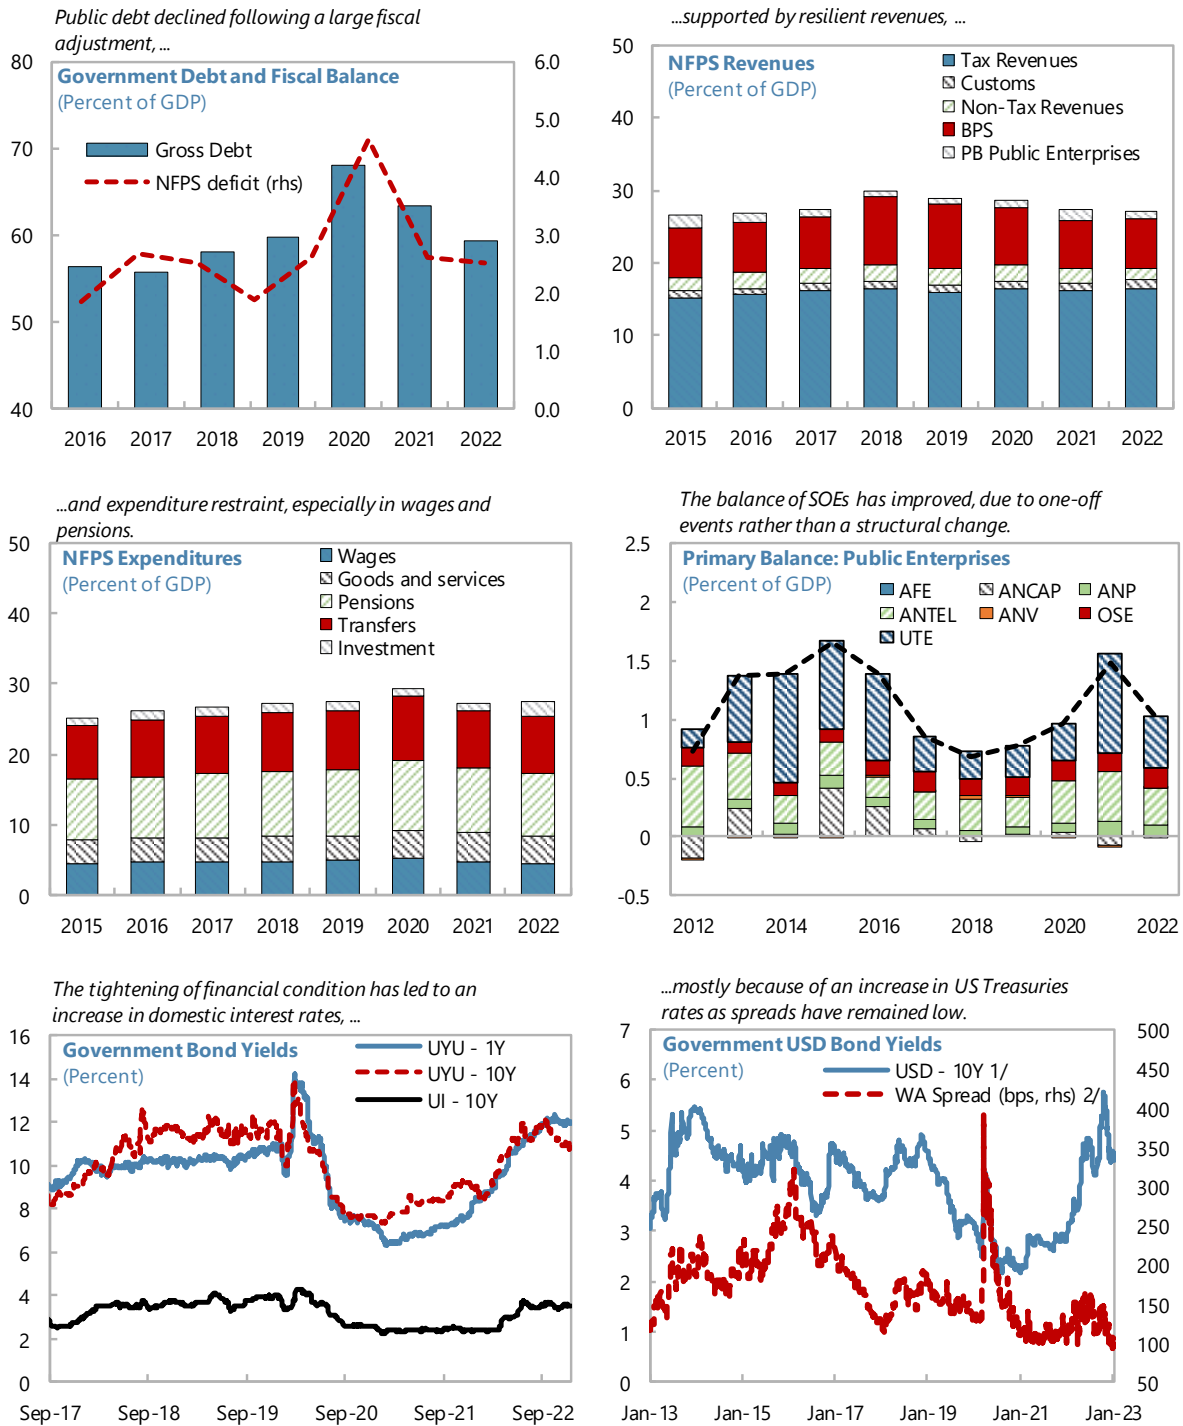 Public debt declined following a large fiscal
adjustment, ...
Government Debt and Fiscal Balance
(Percent of GDP)
Gross Debt
NFPS deficit (rhs)
80
70
60
50
40
6.0
5.0
4.0
3.0
2.0
1.0
0.0
2016 2017 2018 2019 2020 2021 2022
...supported by resilient revenues, ...
NFPS Revenues
(Percent of GDP)
Tax Revenues
Customs
Non-Tax Revenues
BPS
PB Public Enterprises
50
40
30
20
10
0
2015 2016 2017 2018 2019 2020 2021 2022
...and expenditure restraint, especially in wages and
pensions.
NFPS Expenditures
(Percent of GDP)
Wages
Goods and services
Pensions
Transfers
Investment
50
40
30
20
10
0
2015 2016 2017 2018 2019 2020 2021 2022
The balance of SOEs has improved, due to one-off
events rather than a structural change.
Primary Balance: Public Enterprises
(Percent of GDP)
AFE ANCAP ANP
ANTEL ANV OSE
UTE
2.5
2
1.5
1
0.5
0
-0.5
2012 2014 2016 2018 2020 2022
The tightening of financial condition has led to an
increase in domestic interest rates, ...
Government Bond Yields
(Percent)
UYU - 1Y
UYU - 10Y
UI - 10Y
16
14
12
10
8
6
4
2
0
Sep-17 Sep-18 Sep-19 Sep-20 Sep-21 Sep-22
...mostly because of an increase in US Treasuries
rates as spreads have remained low.
Government USD Bond Yields
(Percent)
USD - 10Y 1/
WA Spread (bps, rhs) 2/
7
6
5
4
3
2
1
0
500
450
400
350
300
250
200
150
100
50
Jan-13 Jan-15 Jan-17 Jan-19 Jan-21 Jan-23